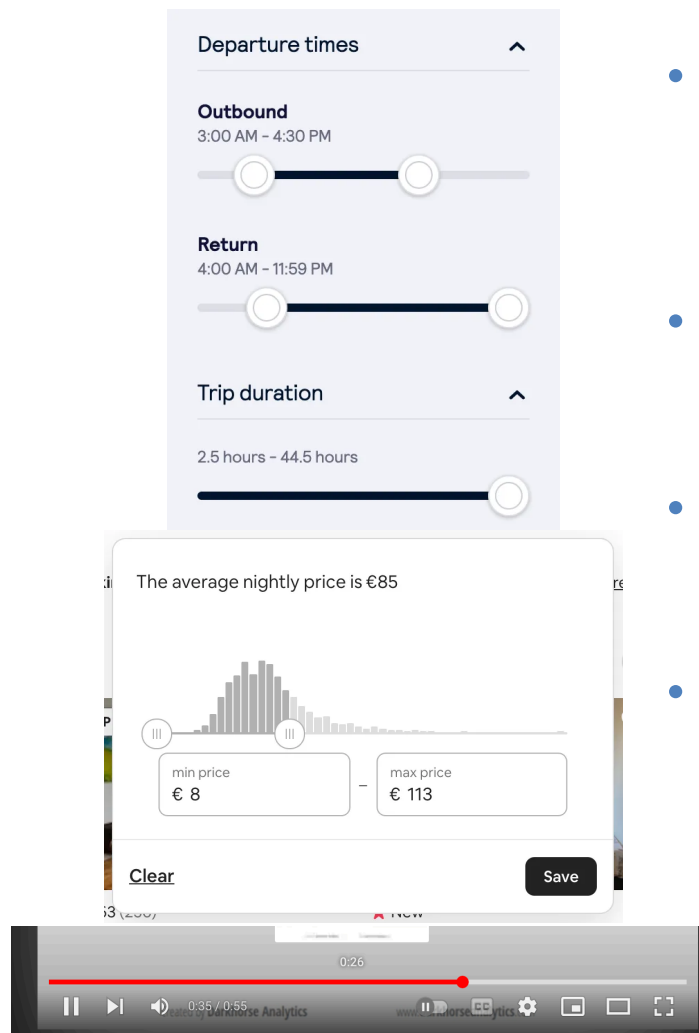 Departure times
Outbound
3:00 AM – 4:30 PM
Return
4:00 AM – 11:59 PM
Trip duration
2.5 hours – 44.5 hours
The average nightly price is €85
min price
€ 8
–
max price
€ 113
Clear
Save
New
0:26
0:35 / 0:55
Darkhorse Analytics